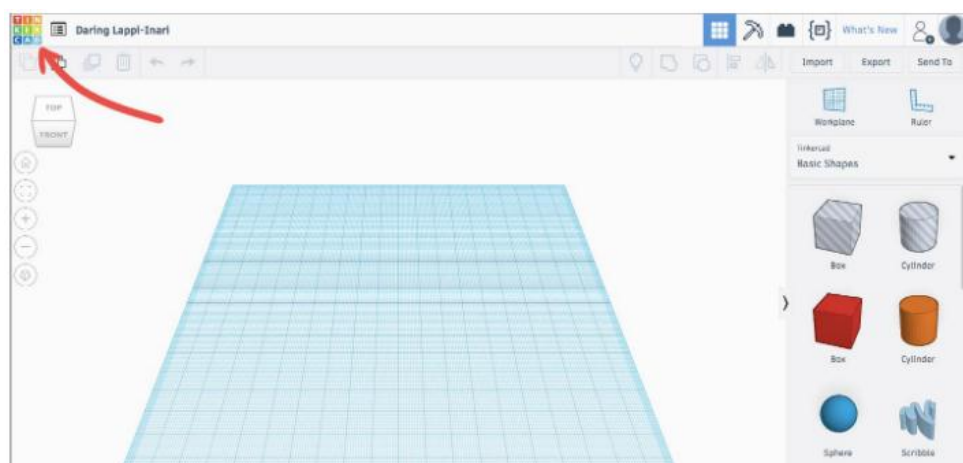 TIN
KER
CAD
Daring Lappi-Inari
What's New
Import
Export
Send To
TOP
FRONT
Workplane
Ruler
Tinkercad
Basic Shapes
Box
Cylinder
Box
Cylinder
Sphere
Scribble